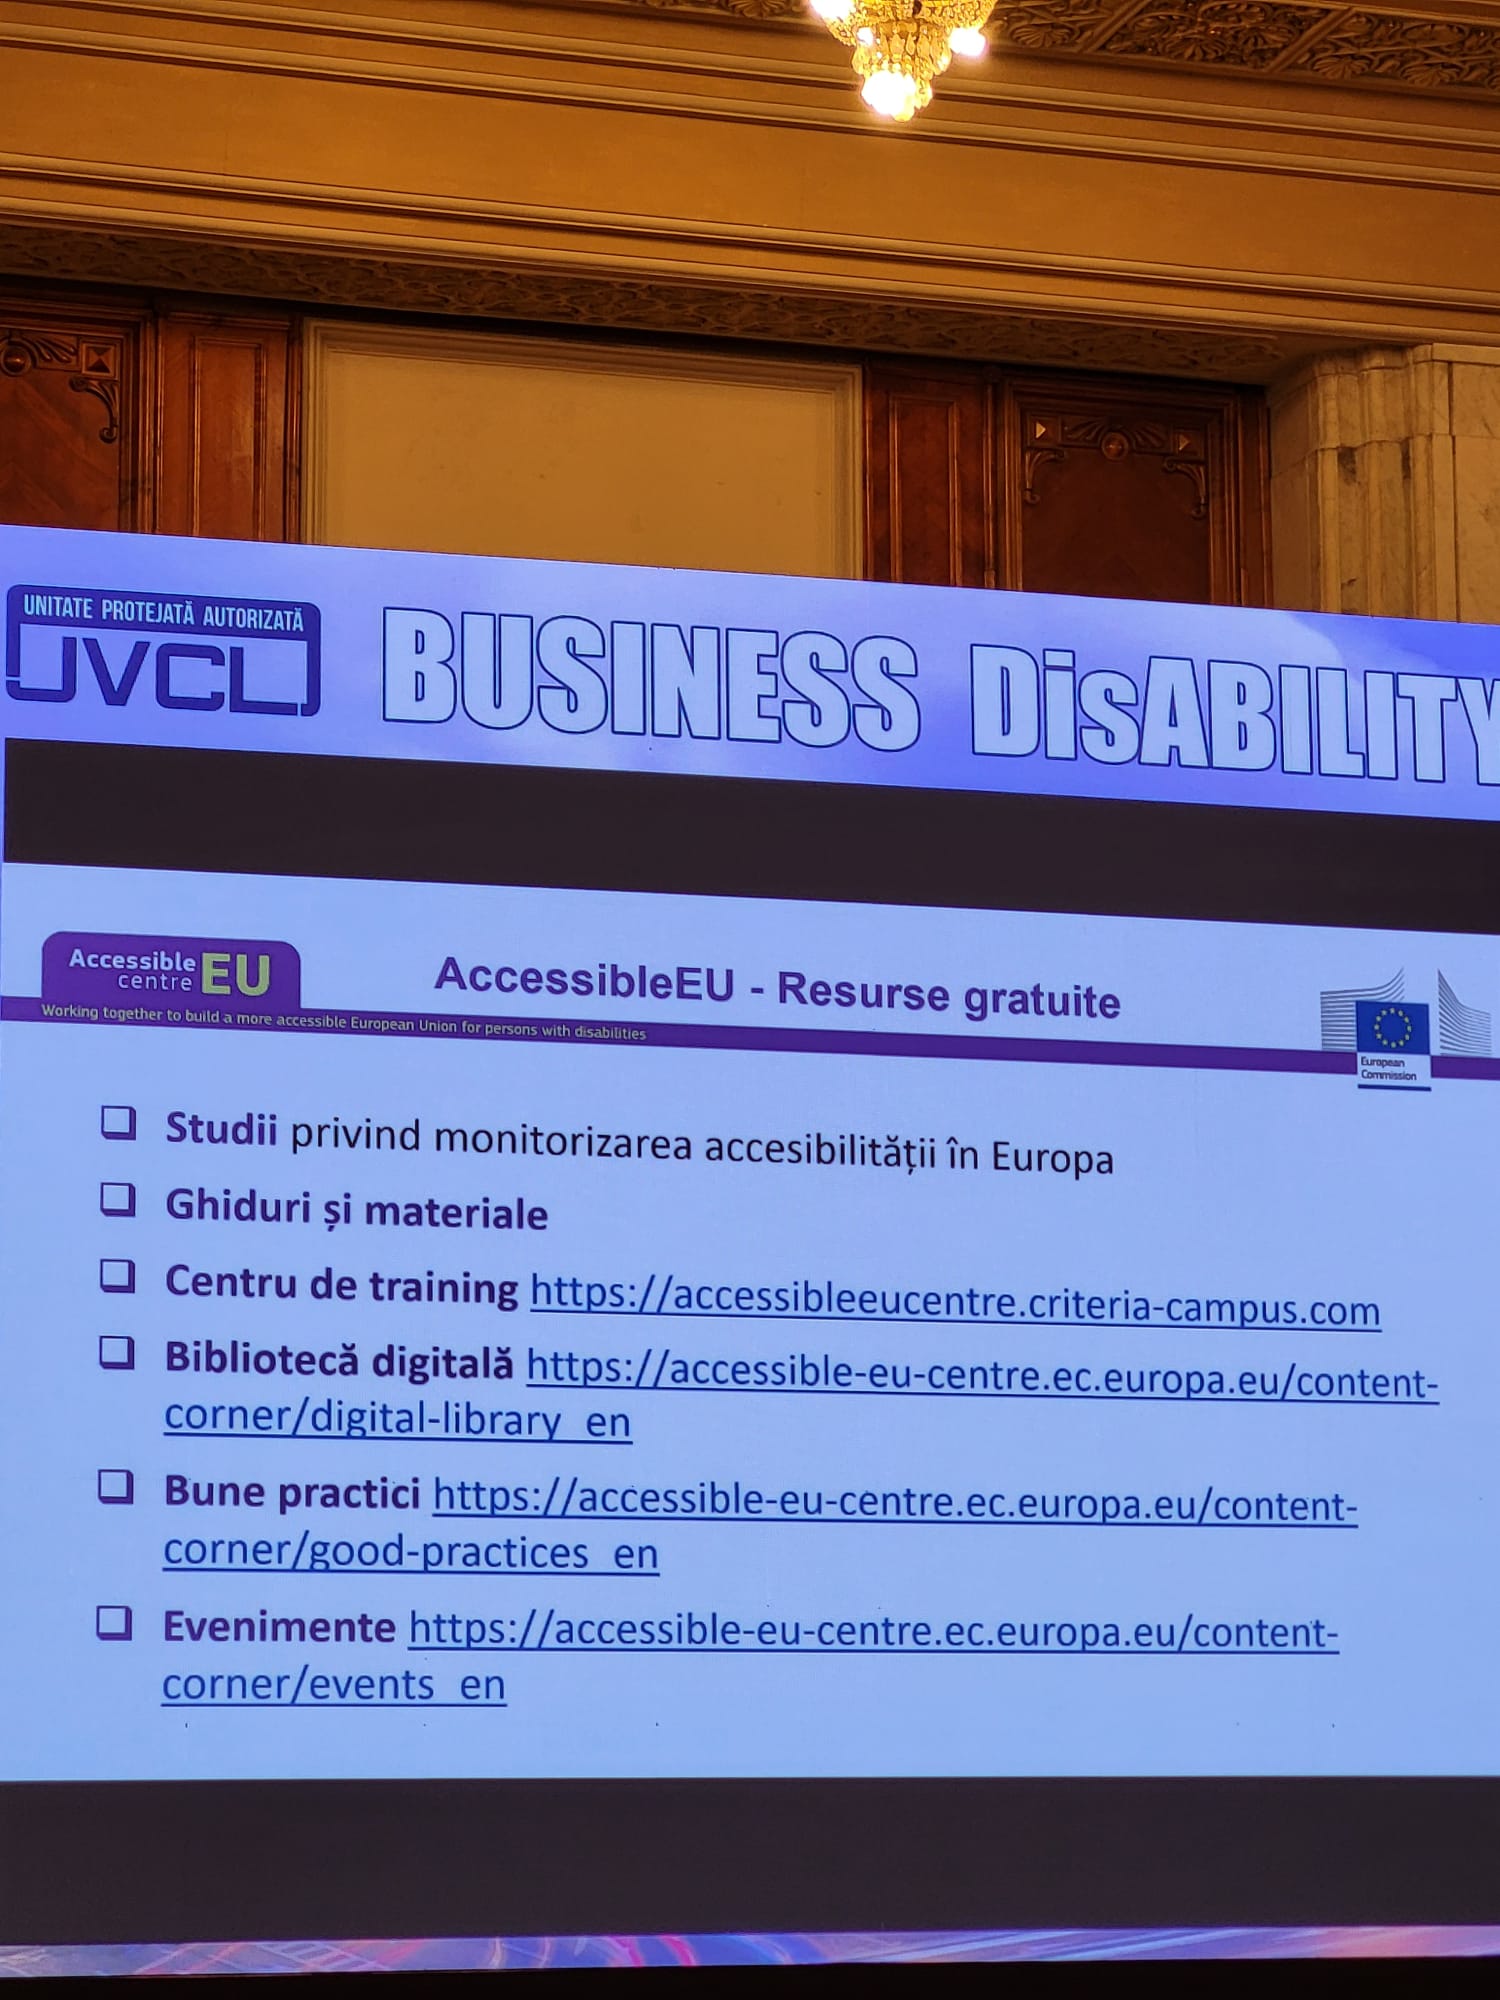 UNITATE PROTEJATĂ AUTORIZATĂ
JVCL
BUSINESS DisABILITY
Accessible
centre EU
AccessibleEU - Resurse gratuite
Working together to build a more accessible European Union for persons with disabilities
European
Commission
❑ Studii privind monitorizarea accesibilității în Europa
❑ Ghiduri și materiale
❑ Centru de training https://accessibleeucentre.criteria-campus.com
❑ Bibliotecă digitală https://accessible-eu-centre.ec.europa.eu/content-
corner/digital-library_en
❑ Bune practici https://accessible-eu-centre.ec.europa.eu/content-
corner/good-practices_en
❑ Evenimente https://accessible-eu-centre.ec.europa.eu/content-
corner/events_en